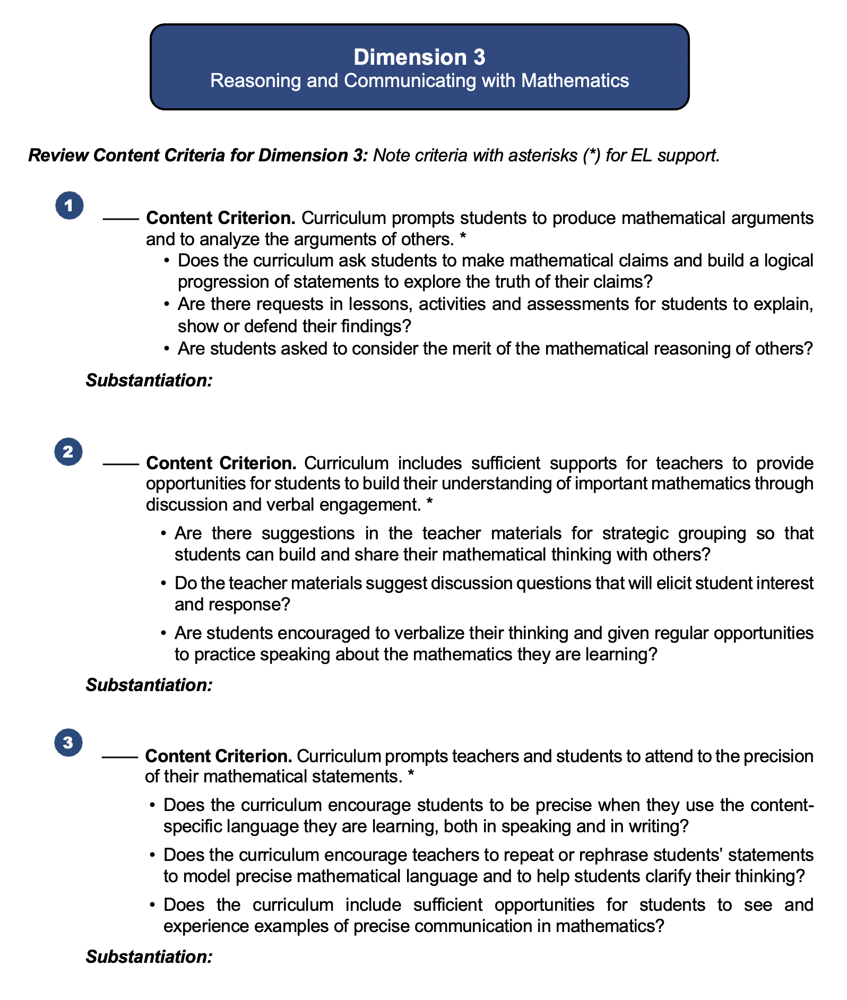 Dimension 3
Reasoning and Communicating with Mathematics
Review Content Criteria for Dimension 3: Note criteria with asterisks (*) for EL support.
1
____ Content Criterion. Curriculum prompts students to produce mathematical arguments
and to analyze the arguments of others. *
• Does the curriculum ask students to make mathematical claims and build a logical
progression of statements to explore the truth of their claims?
• Are there requests in lessons, activities and assessments for students to explain,
show or defend their findings?
• Are students asked to consider the merit of the mathematical reasoning of others?
Substantiation:
2
____ Content Criterion. Curriculum includes sufficient supports for teachers to provide
opportunities for students to build their understanding of important mathematics through
discussion and verbal engagement. *
• Are there suggestions in the teacher materials for strategic grouping so that
students can build and share their mathematical thinking with others?
• Do the teacher materials suggest discussion questions that will elicit student interest
and response?
• Are students encouraged to verbalize their thinking and given regular opportunities
to practice speaking about the mathematics they are learning?
Substantiation:
3
____ Content Criterion. Curriculum prompts teachers and students to attend to the precision
of their mathematical statements. *
• Does the curriculum encourage students to be precise when they use the content-
specific language they are learning, both in speaking and in writing?
• Does the curriculum encourage teachers to repeat or rephrase students’ statements
to model precise mathematical language and to help students clarify their thinking?
• Does the curriculum include sufficient opportunities for students to see and
experience examples of precise communication in mathematics?
Substantiation: